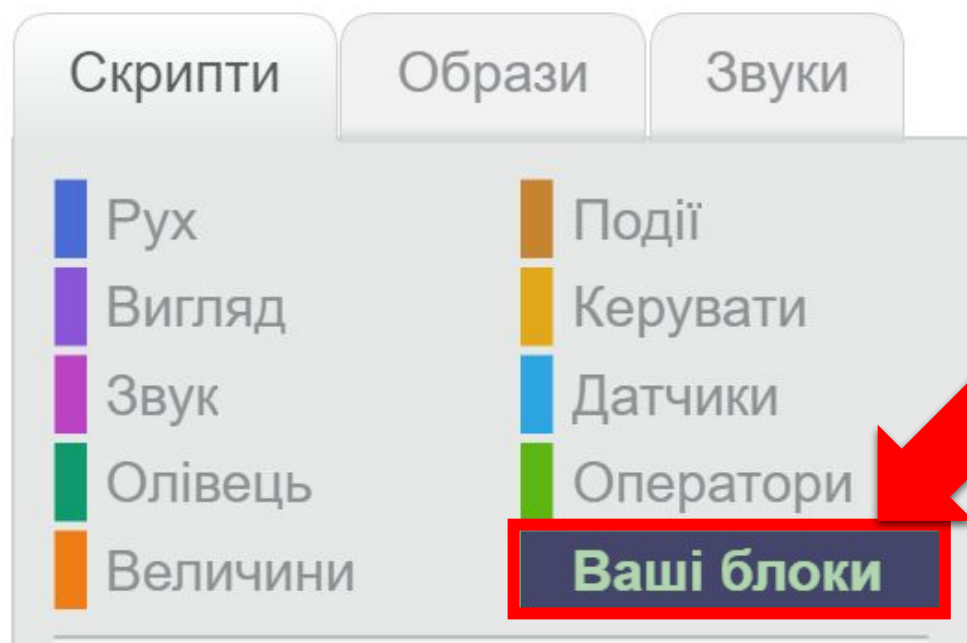 Скрипти Образи Звуки
Рух Події
Вигляд Керувати
Звук Датчики
Олівець Оператори
Величини Ваші блоки